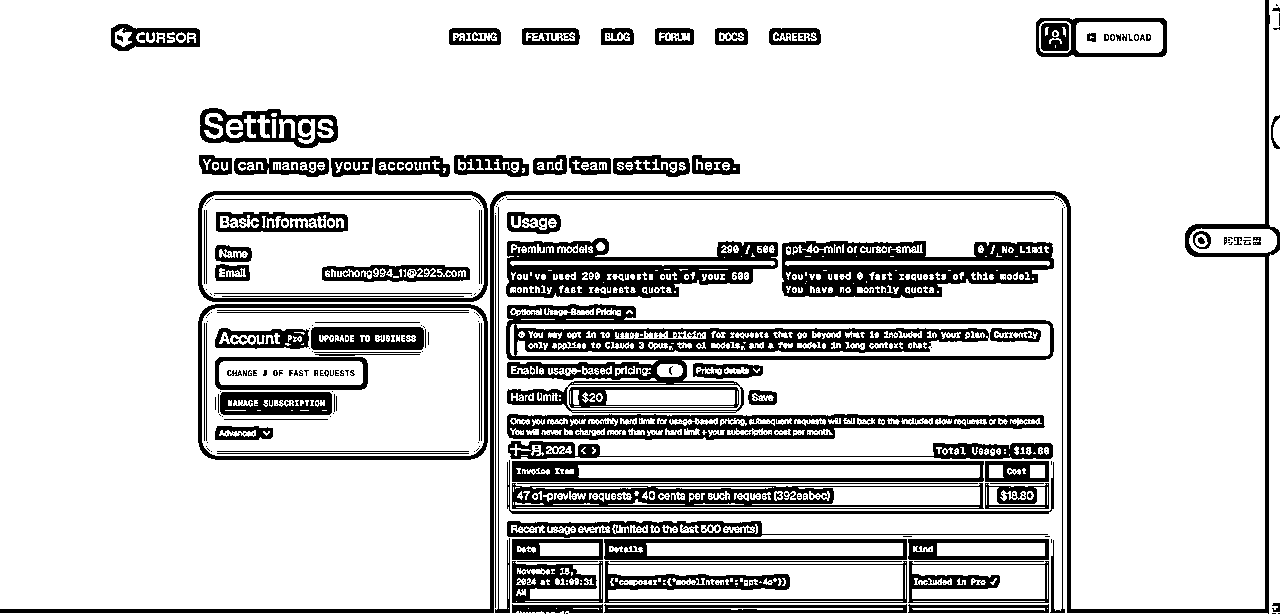 CURSOR
PRICING FEATURES BLOG FORUM DOCS CAREERS
DOWNLOAD
Settings
You can manage your account, billing, and team settings here.
Basic Information
Name
Email shuchong994_11@2925.com
Account Pro UPGRADE TO BUSINESS
CHANGE # OF FAST REQUESTS
MANAGE SUBSCRIPTION
Advanced
Usage
Premium models 290 / 500
You've used 290 requests out of your 500
monthly fast requests quota.
gpt-4o-mini or cursor-small 0 / No Limit
You've used 0 fast requests of this model.
You have no monthly quota.
Optional Usage-Based Pricing
You may opt in to usage-based pricing for requests that go beyond what is included in your plan. Currently
only applies to Claude 3 Opus, the o1 models, and a few models in long context chat.
Enable usage-based pricing: Pricing details
Hard limit: $20 Save
Once you reach your monthly hard limit for usage-based pricing, subsequent requests will fall back to the included slow requests or be rejected.
You will never be charged more than your hard limit + your subscription cost per month.
十一月, 2024 Total Usage: $18.80
Invoice Item Cost
47 o1-preview requests * 40 cents per such request (392eabec) $18.80
Recent usage events (limited to the last 500 events)
Date Details Kind
November 18,
2024 at 01:09:31
AM
{"composer":{"modelIntent":"gpt-4o"}} Included in Pro ✓
阿里云盘